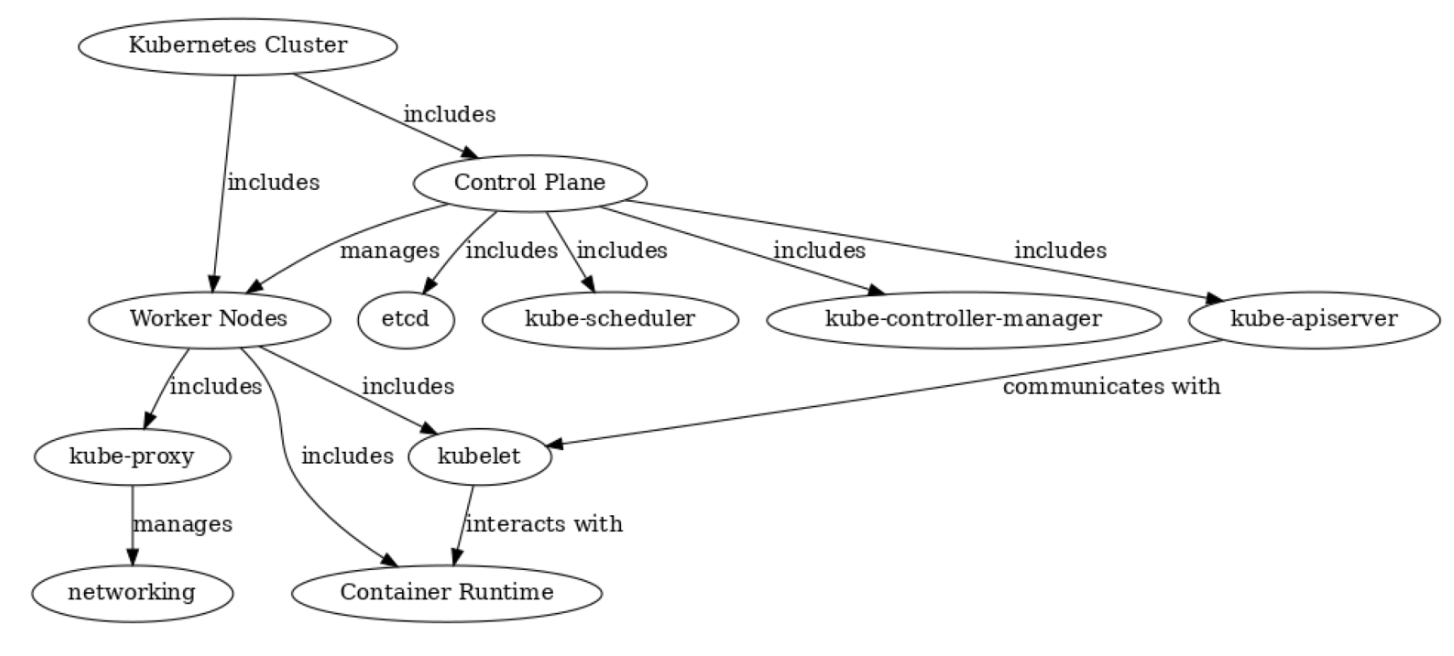 Kubernetes Cluster
includes
Control Plane
includes
manages
includes
includes
includes
includes
Worker Nodes
etcd
kube-scheduler
kube-controller-manager
kube-apiserver
includes
includes
communicates with
kube-proxy
includes
kubelet
manages
interacts with
networking
Container Runtime